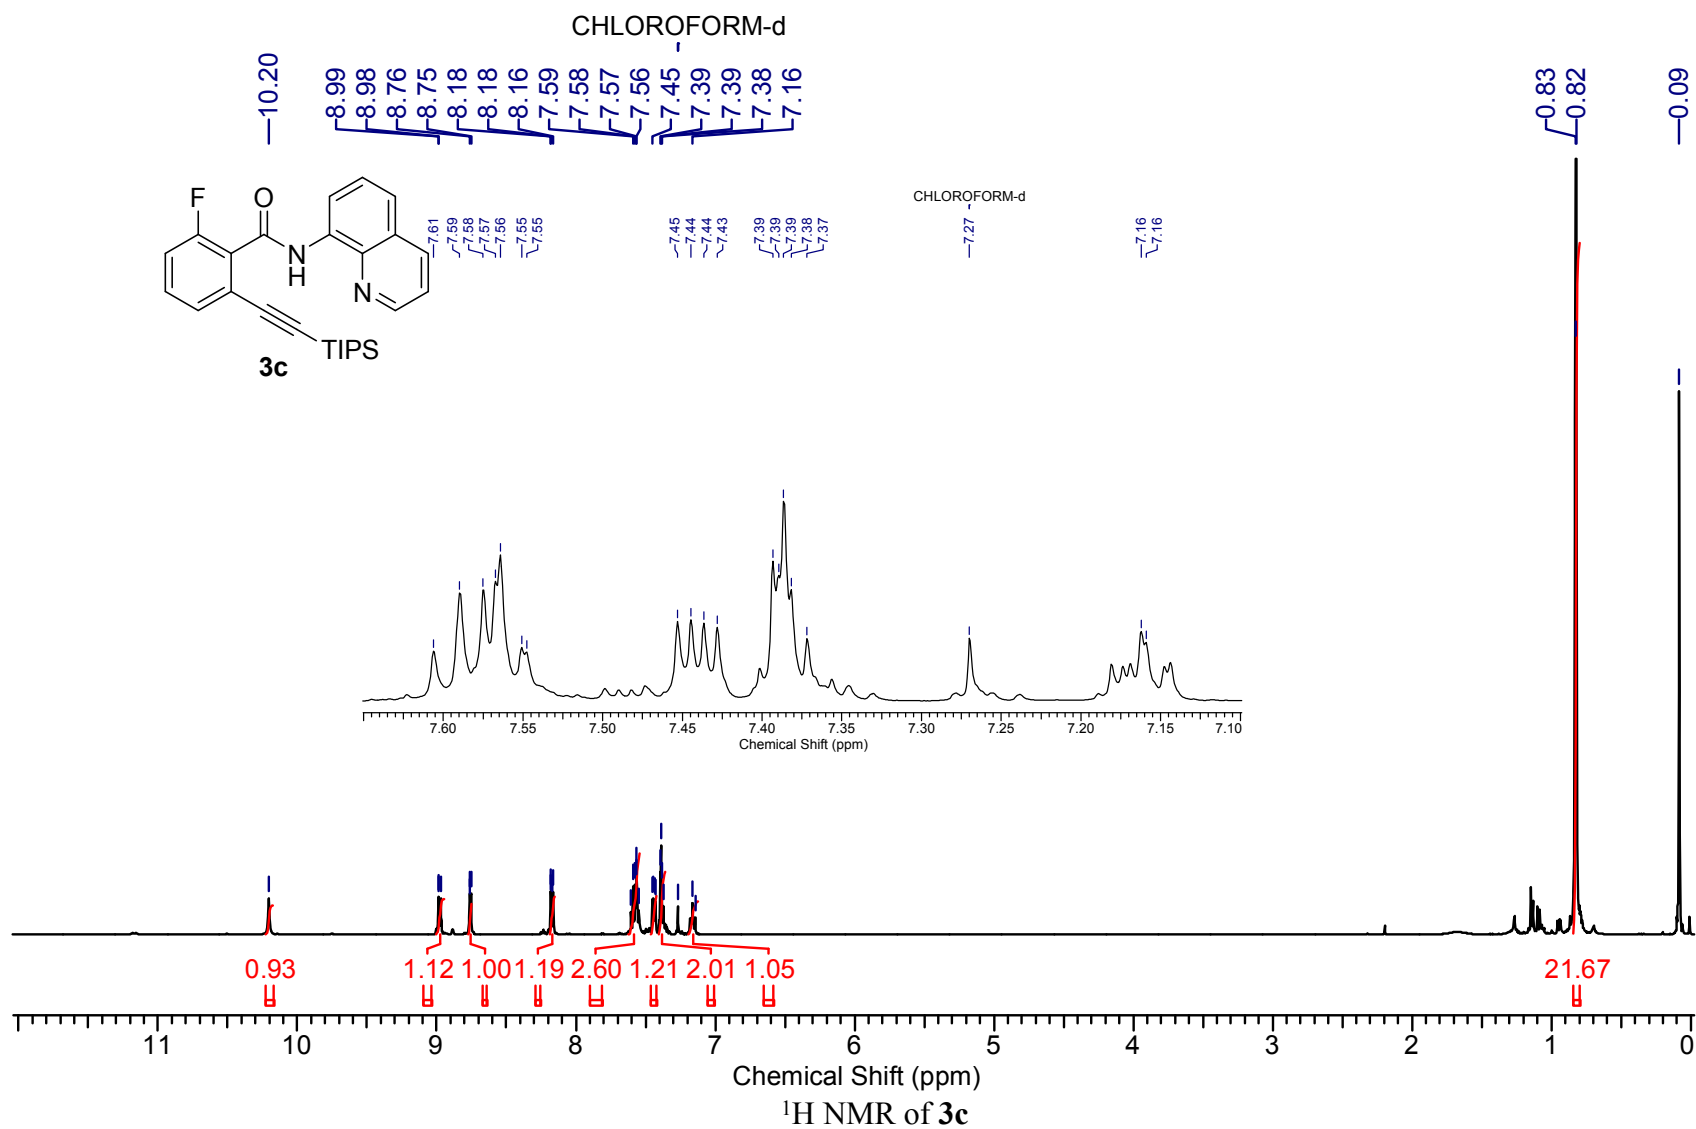 CHLOROFORM-d
10.20
8.99
8.98
8.76
8.75
8.18
8.18
8.16
7.59
7.58
7.57
7.56
7.45
7.39
7.39
7.38
7.16
0.83
0.82
0.09
F
O
N
H
N
TIPS
3c
CHLOROFORM-d
7.61
7.59
7.58
7.57
7.56
7.55
7.55
7.45
7.44
7.44
7.43
7.39
7.39
7.39
7.38
7.37
7.27
7.16
7.16
7.60 7.55 7.50 7.45 7.40 7.35 7.30 7.25 7.20 7.15 7.10
Chemical Shift (ppm)
0.93 1.12 1.00 1.19 2.60 1.21 2.01 1.05 21.67
11 10 9 8 7 6 5 4 3 2 1 0
Chemical Shift (ppm)
¹H NMR of 3c